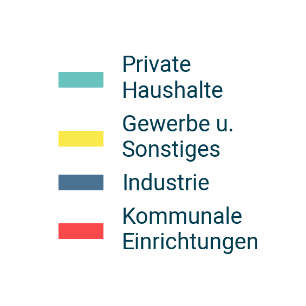 Private
Haushalte
Gewerbe u.
Sonstiges
Industrie
Kommunale
Einrichtungen